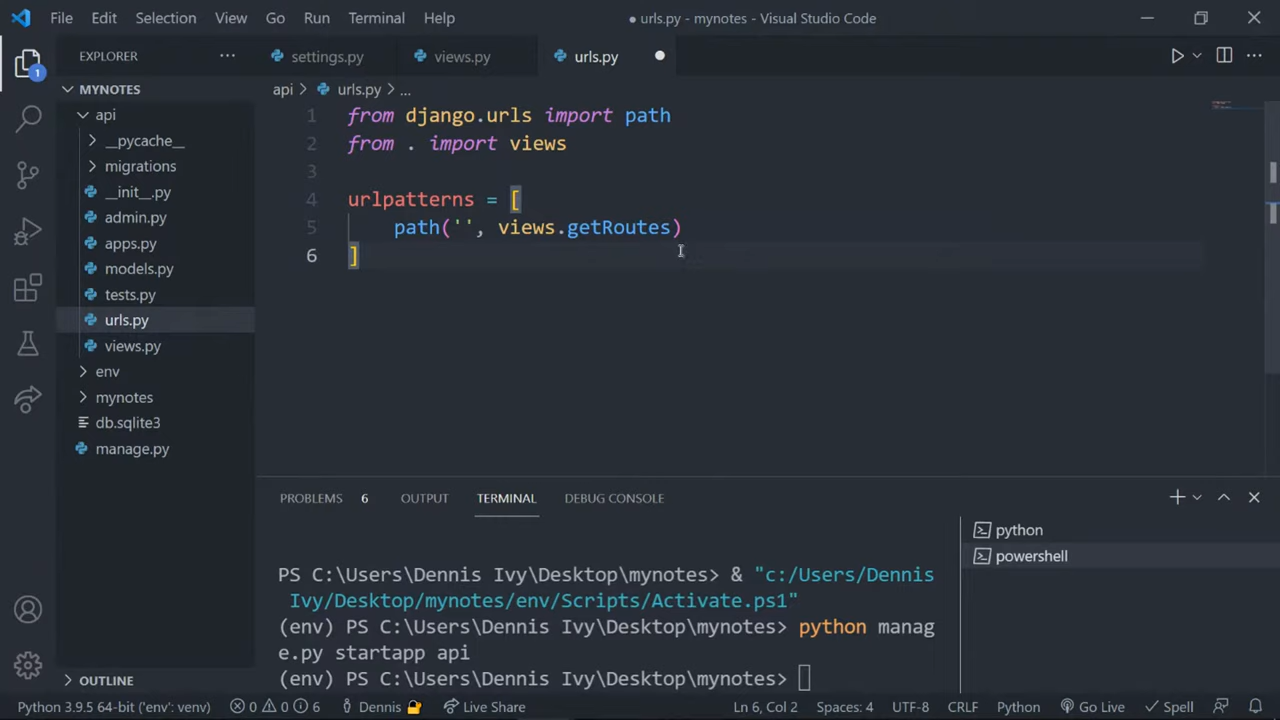 File Edit Selection View Go Run Terminal Help
● urls.py - mynotes - Visual Studio Code
EXPLORER
settings.py
views.py
urls.py
1
MYNOTES
api
__pycache__
migrations
__init__.py
admin.py
apps.py
models.py
tests.py
urls.py
views.py
env
mynotes
db.sqlite3
manage.py
OUTLINE
api > urls.py > ...
1 from django.urls import path
2 from . import views
3
4 urlpatterns = [
5 path('', views.getRoutes)
6 ]
PROBLEMS 6 OUTPUT TERMINAL DEBUG CONSOLE
PS C:\Users\Dennis Ivy\Desktop\mynotes> & "c:/Users/Dennis
Ivy/Desktop/mynotes/env/Scripts/Activate.ps1"
(env) PS C:\Users\Dennis Ivy\Desktop\mynotes> python manag
e.py startapp api
(env) PS C:\Users\Dennis Ivy\Desktop\mynotes>
python
powershell
Python 3.9.5 64-bit ('env': venv) 0 0 6 Dennis Live Share Ln 6, Col 2 Spaces: 4 UTF-8 CRLF Python Go Live Spell